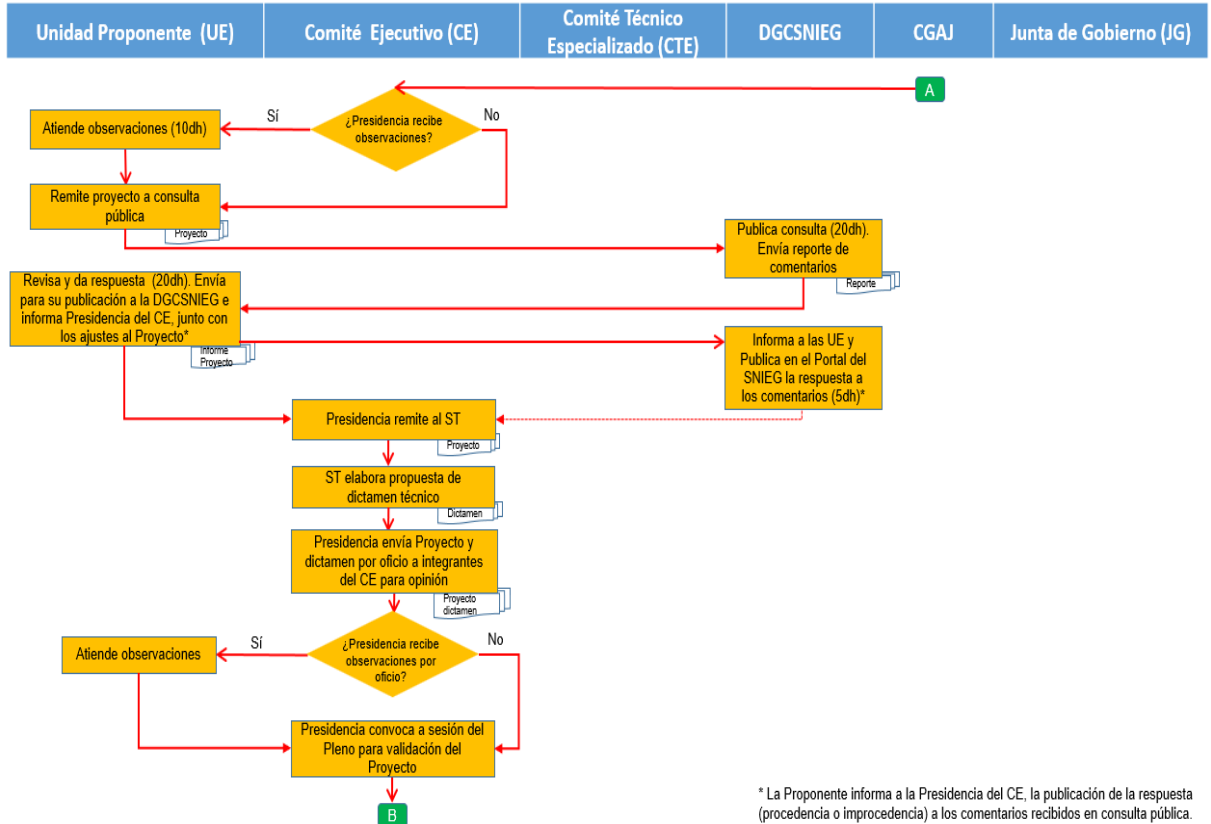 Unidad Proponente (UE)
Comité Ejecutivo (CE)
Comité Técnico
Especializado (CTE)
DGCSNIEG
CGAJ
Junta de Gobierno (JG)
A
¿Presidencia recibe
observaciones?
Sí
No
Atiende observaciones (10dh)
Remite proyecto a consulta
pública
Proyecto
Publica consulta (20dh).
Envía reporte de
comentarios
Reporte
Revisa y da respuesta (20dh). Envía
para su publicación a la DGCSNIEG e
informa Presidencia del CE, junto con
los ajustes al Proyecto*
Informe
Proyecto
Informa a las UE y
Publica en el Portal del
SNIEG la respuesta a
los comentarios (5dh)*
Presidencia remite al ST
Proyecto
ST elabora propuesta de
dictamen técnico
Dictamen
Presidencia envía Proyecto y
dictamen por oficio a integrantes
del CE para opinión
Proyecto
dictamen
¿Presidencia recibe
observaciones por
oficio?
Sí
No
Atiende observaciones
Presidencia convoca a sesión del
Pleno para validación del
Proyecto
B
* La Proponente informa a la Presidencia del CE, la publicación de la respuesta
(procedencia o improcedencia) a los comentarios recibidos en consulta pública.